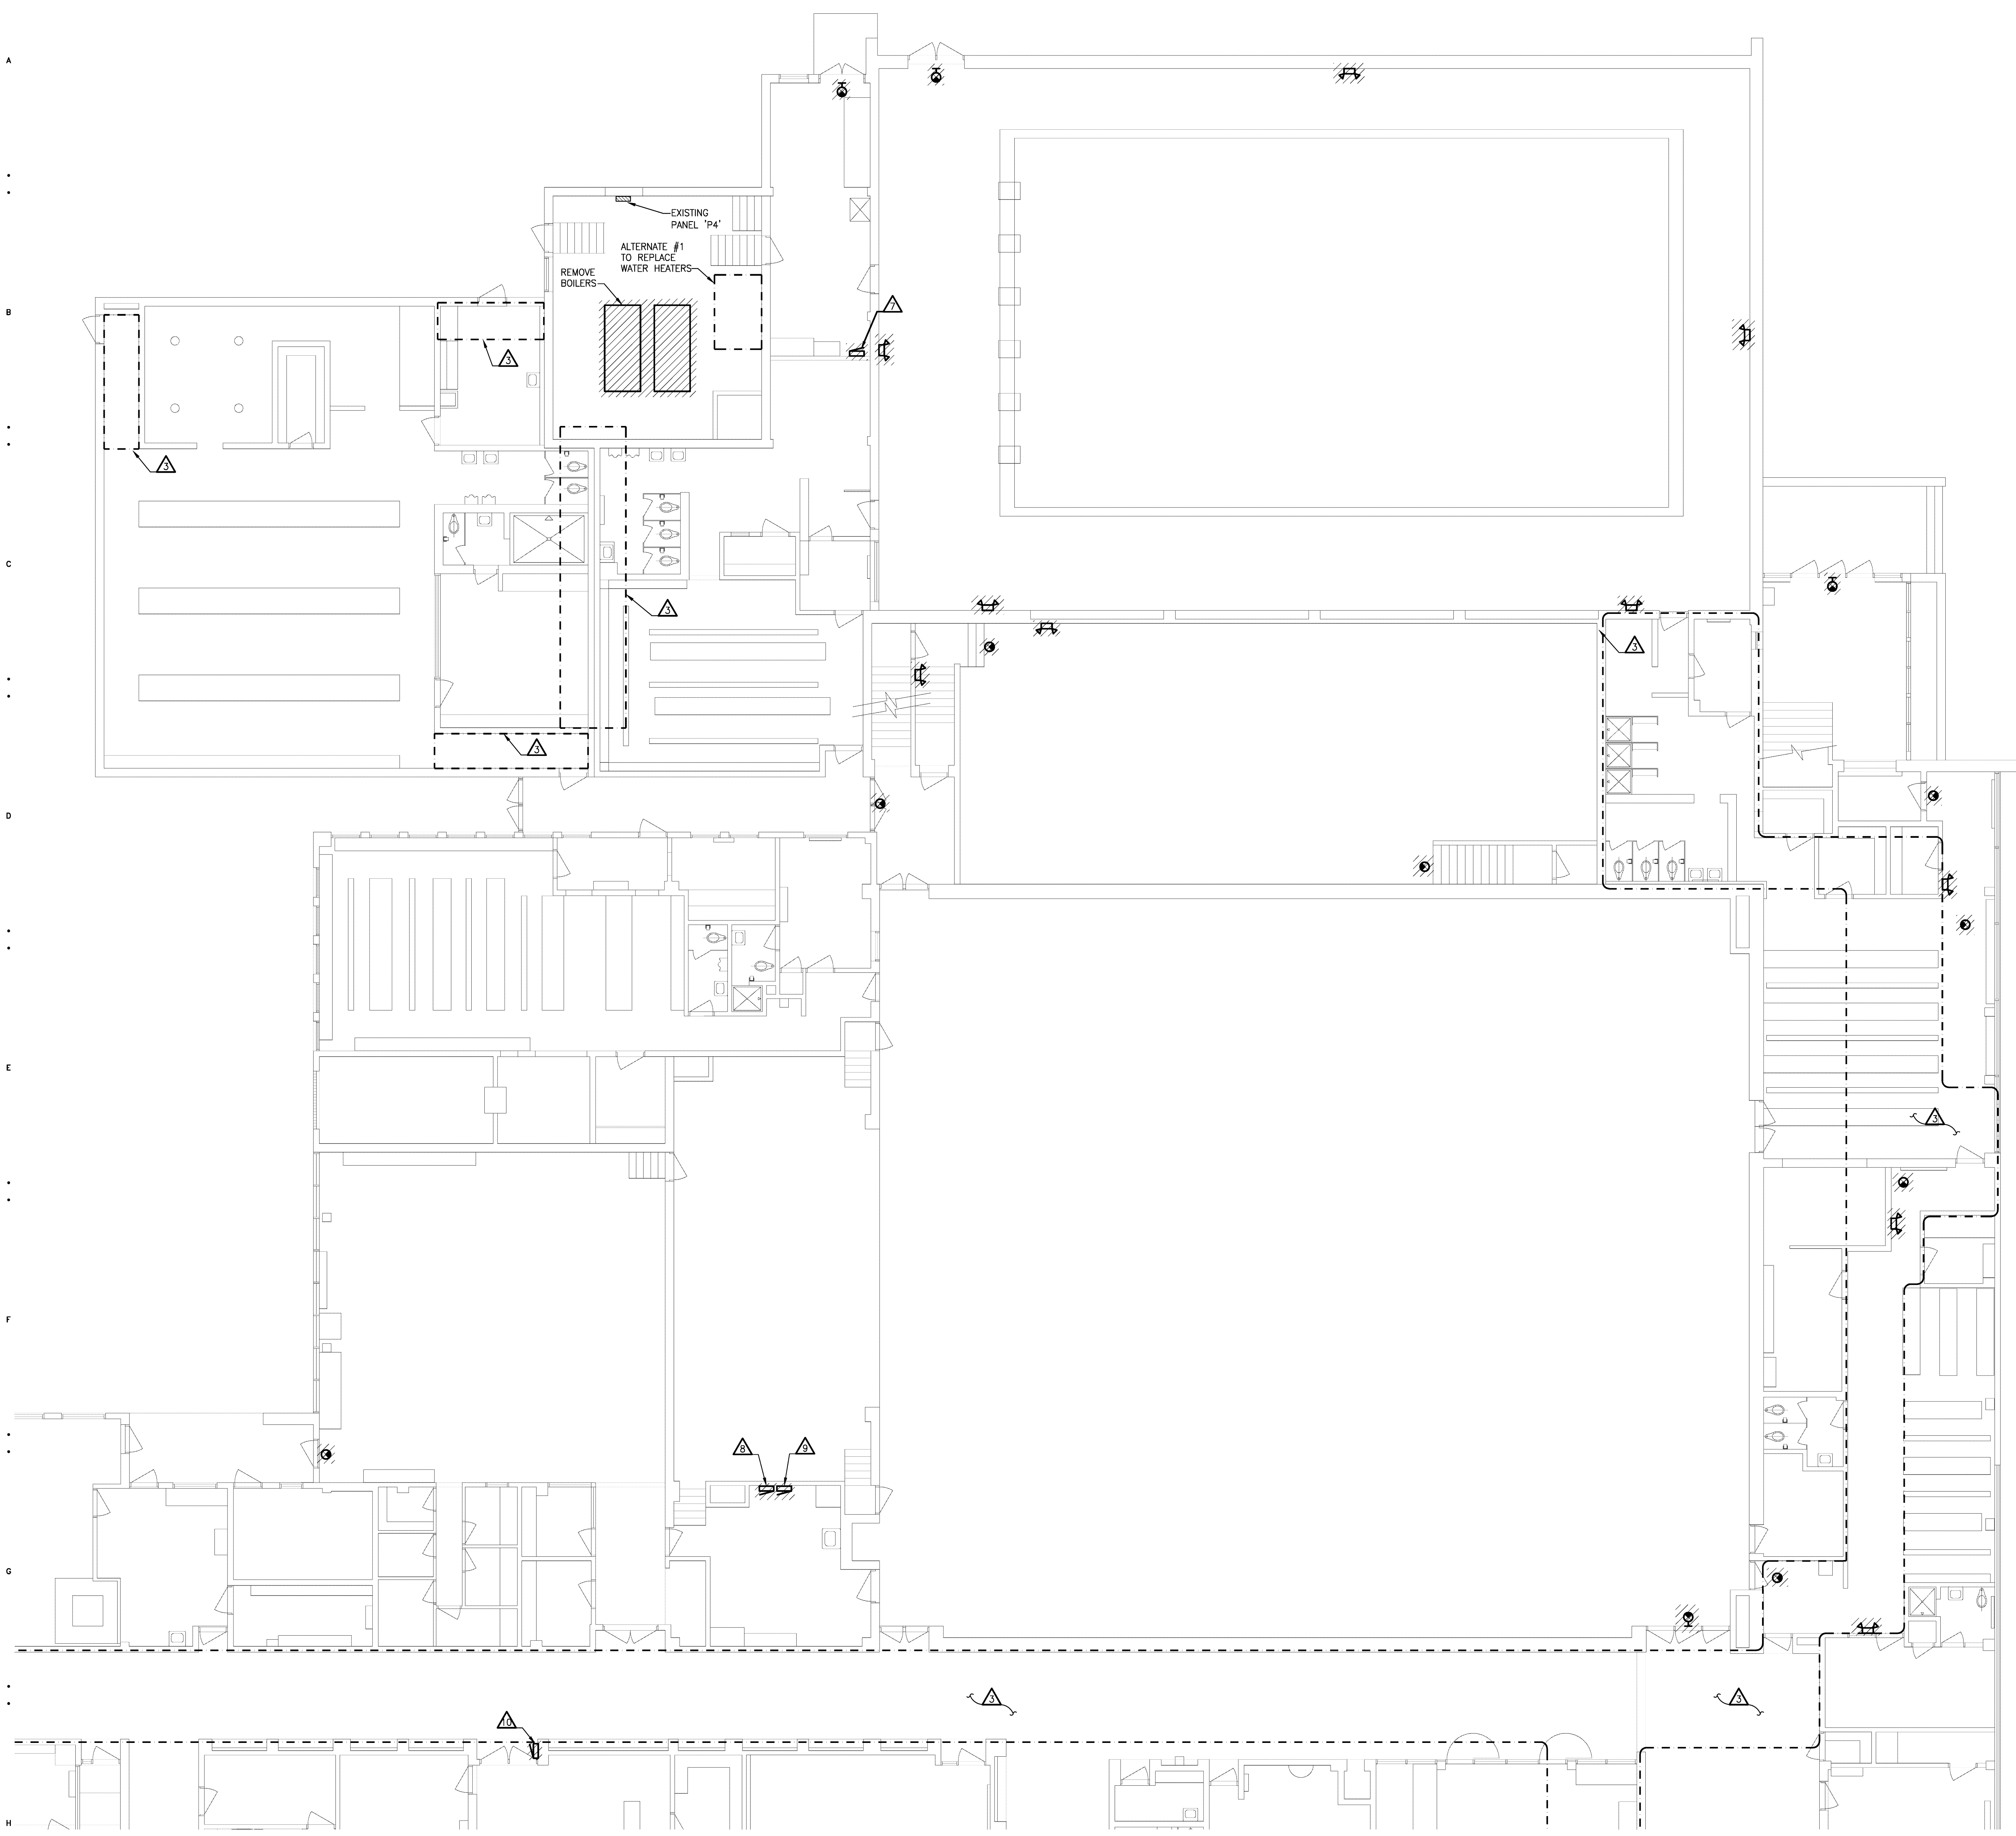 A
EXISTING
PANEL 'P4'
ALTERNATE #1
TO REPLACE
WATER HEATERS
REMOVE
BOILERS
B
7
3
3
C
3
3
3
D
E
3
F
8
9
G
3
3
10
H